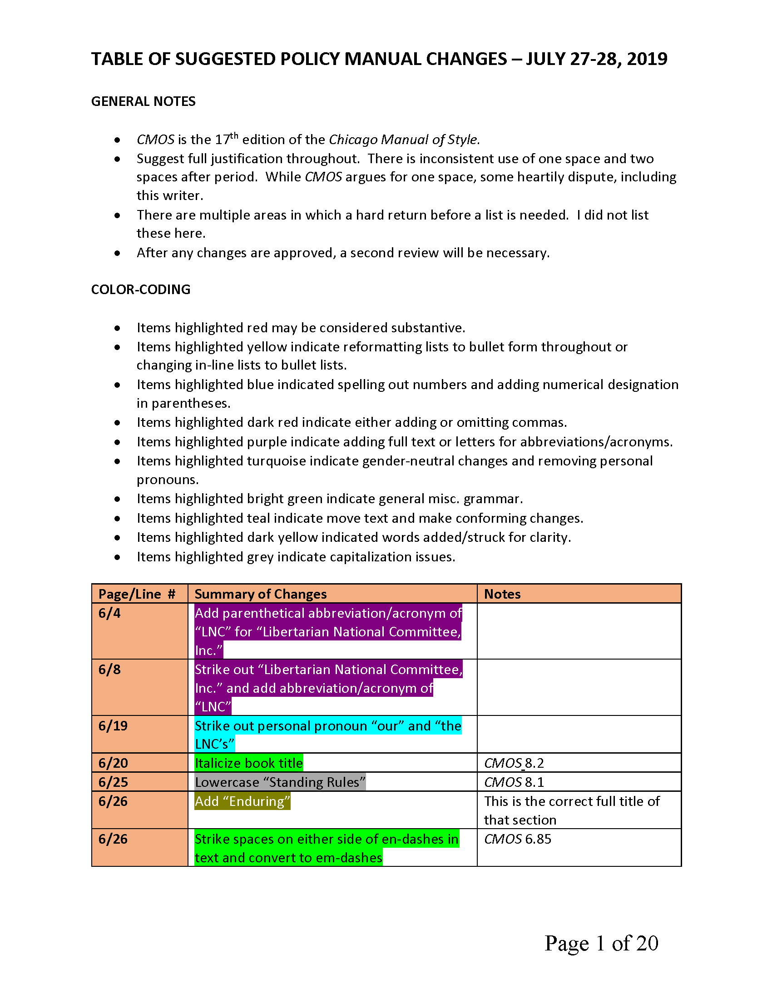 TABLE OF SUGGESTED POLICY MANUAL CHANGES – JULY 27-28, 2019
GENERAL NOTES
• CMOS is the 17th edition of the Chicago Manual of Style.
• Suggest full justification throughout.  There is inconsistent use of one space and two
spaces after period.  While CMOS argues for one space, some heartily dispute, including
this writer.
• There are multiple areas in which a hard return before a list is needed.  I did not list
these here.
• After any changes are approved, a second review will be necessary.
COLOR-CODING
• Items highlighted red may be considered substantive.
• Items highlighted yellow indicate reformatting lists to bullet form throughout or
changing in-line lists to bullet lists.
• Items highlighted blue indicated spelling out numbers and adding numerical designation
in parentheses.
• Items highlighted dark red indicate either adding or omitting commas.
• Items highlighted purple indicate adding full text or letters for abbreviations/acronyms.
• Items highlighted turquoise indicate gender-neutral changes and removing personal
pronouns.
• Items highlighted bright green indicate general misc. grammar.
• Items highlighted teal indicate move text and make conforming changes.
• Items highlighted dark yellow indicated words added/struck for clarity.
• Items highlighted grey indicate capitalization issues.
Page/Line # Summary of Changes Notes
6/4 Add parenthetical abbreviation/acronym of
“LNC” for “Libertarian National Committee,
Inc.”
6/8 Strike out “Libertarian National Committee,
Inc.” and add abbreviation/acronym of
“LNC”
6/19 Strike out personal pronoun “our” and “the
LNC’s”
6/20 Italicize book title CMOS 8.2
6/25 Lowercase “Standing Rules” CMOS 8.1
6/26 Add “Enduring” This is the correct full title of
that section
6/26 Strike spaces on either side of en-dashes in CMOS 6.85
text and convert to em-dashes
Page 1 of 20